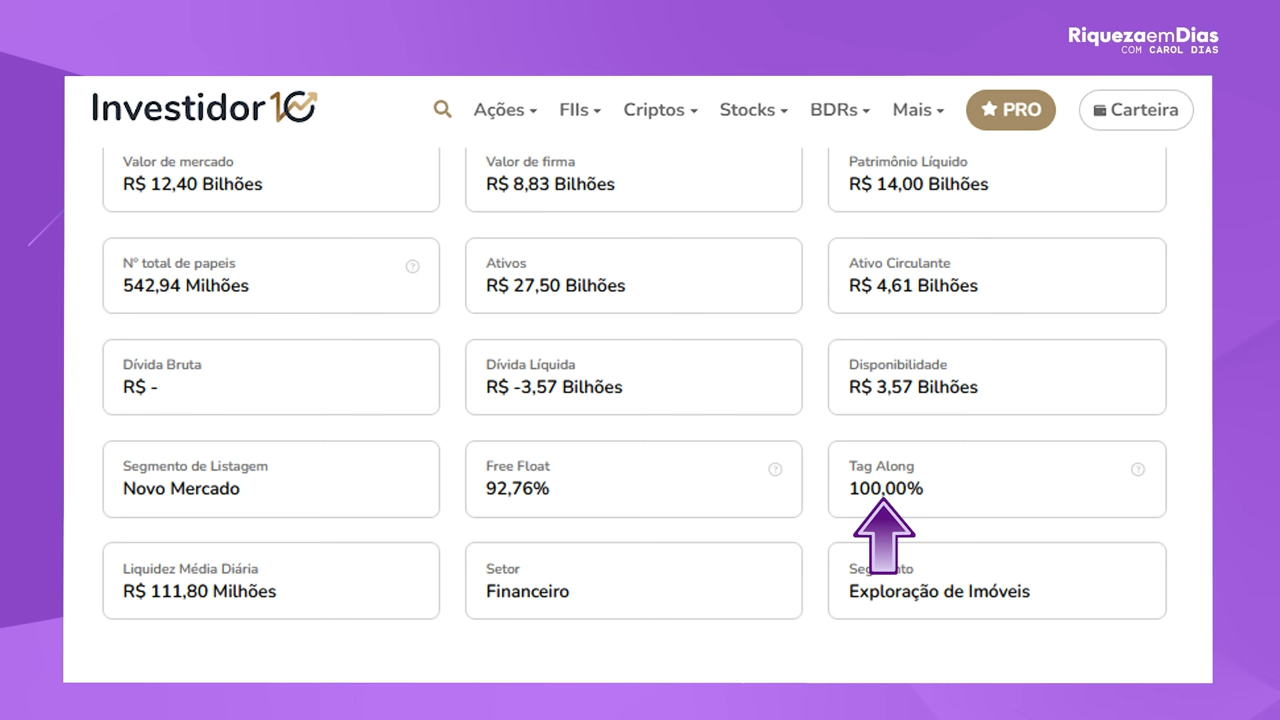 RiquezaemDias
COM CAROL DIAS
Investidor 10
Ações
FIIs
Criptos
Stocks
BDRs
Mais
PRO
Carteira
Valor de mercado
R$ 12,40 Bilhões
Valor de firma
R$ 8,83 Bilhões
Patrimônio Líquido
R$ 14,00 Bilhões
Nº total de papeis
542,94 Milhões
Ativos
R$ 27,50 Bilhões
Ativo Circulante
R$ 4,61 Bilhões
Dívida Bruta
R$ -
Dívida Líquida
R$ -3,57 Bilhões
Disponibilidade
R$ 3,57 Bilhões
Segmento de Listagem
Novo Mercado
Free Float
92,76%
Tag Along
100,00%
Liquidez Média Diária
R$ 111,80 Milhões
Setor
Financeiro
Exploração de Imóveis